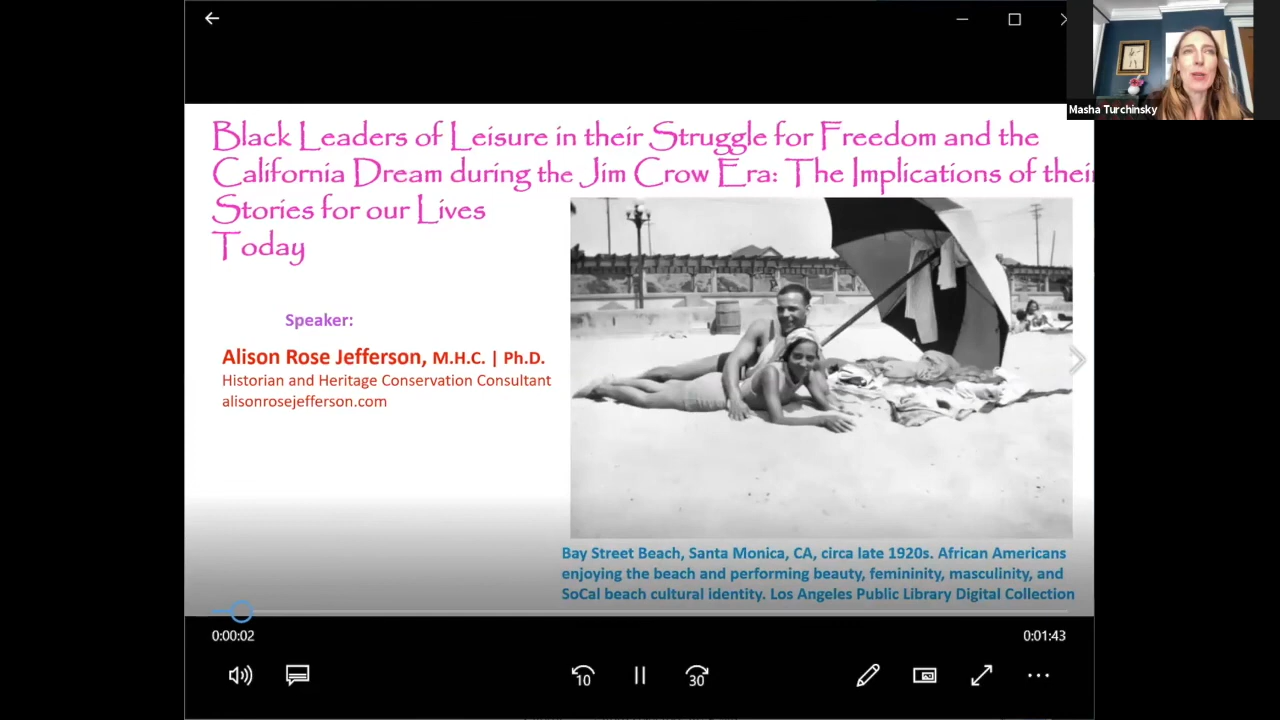 Masha Turchinsky
Black Leaders of Leisure in their Struggle for Freedom and the
California Dream during the Jim Crow Era: The Implications of their
Stories for our Lives
Today
Speaker:
Alison Rose Jefferson, M.H.C. | Ph.D.
Historian and Heritage Conservation Consultant
alisonrosejefferson.com
Bay Street Beach, Santa Monica, CA, circa late 1920s. African Americans
enjoying the beach and performing beauty, femininity, masculinity, and
SoCal beach cultural identity. Los Angeles Public Library Digital Collection
0:00:02
0:01:43
10
30